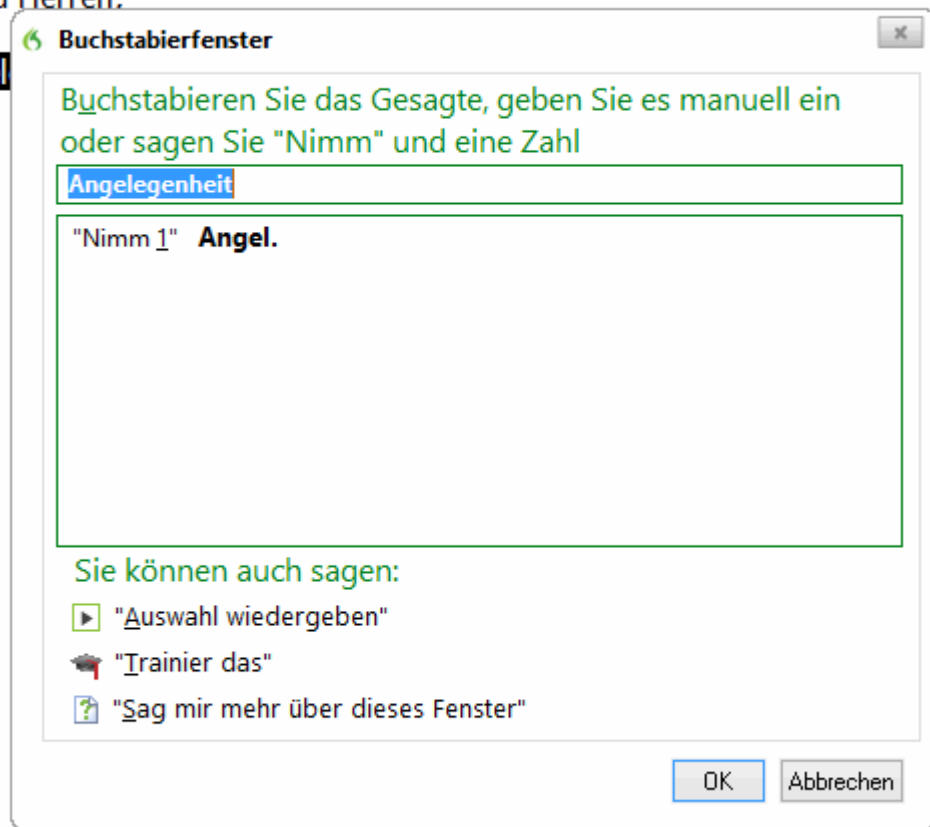 Herren,
Buchstabierfenster
Buchstabieren Sie das Gesagte, geben Sie es manuell ein
oder sagen Sie "Nimm" und eine Zahl
Angelegenheit
"Nimm 1" Angel.
Sie können auch sagen:
"Auswahl wiedergeben"
"Trainier das"
"Sag mir mehr über dieses Fenster"
OK Abbrechen